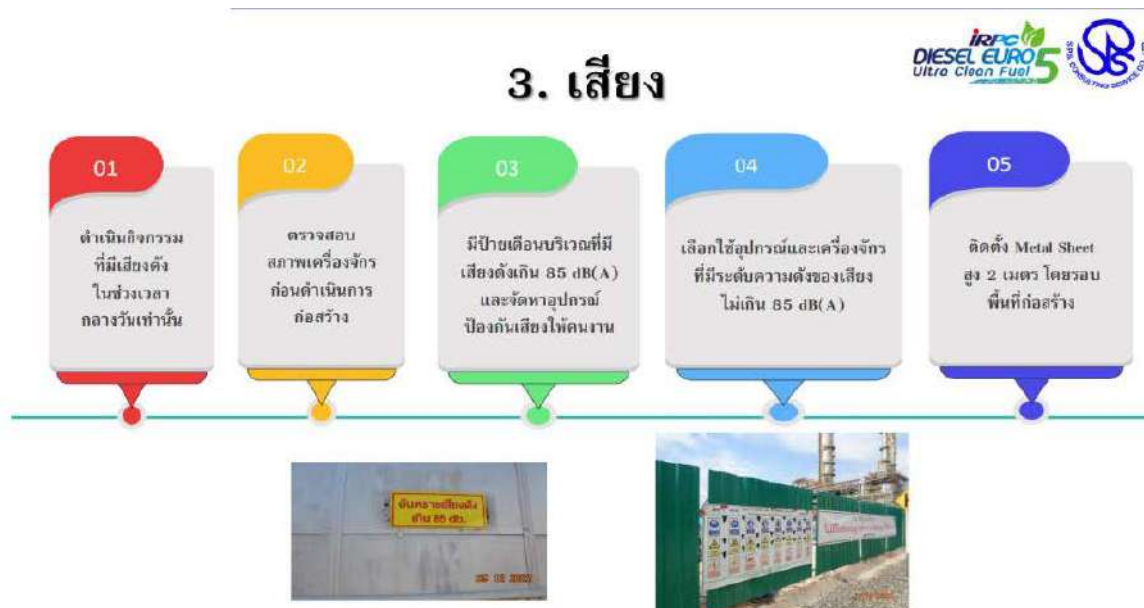 3. เสียง
iRPC
DIESEL EURO 5
Ultra Clean Fuel
SPS CONSULTING SERVICE CO.,
01
ดำเนินกิจกรรม
ที่มีเสียงดัง
ในช่วงเวลา
กลางวันเท่านั้น
02
ตรวจสอบ
สภาพเครื่องจักร
ก่อนดำเนินการ
ก่อสร้าง
03
มีป้ายเตือนบริเวณที่มี
เสียงดังเกิน 85 dB(A)
และจัดหาอุปกรณ์
ป้องกันเสียงให้คนงาน
04
เลือกใช้อุปกรณ์และเครื่องจักร
ที่มีระดับความดังของเสียง
ไม่เกิน 85 dB(A)
05
ติดตั้ง Metal Sheet
สูง 2 เมตร โดยรอบ
พื้นที่ก่อสร้าง
อันตรายเสียงดัง
เกิน 85 db.